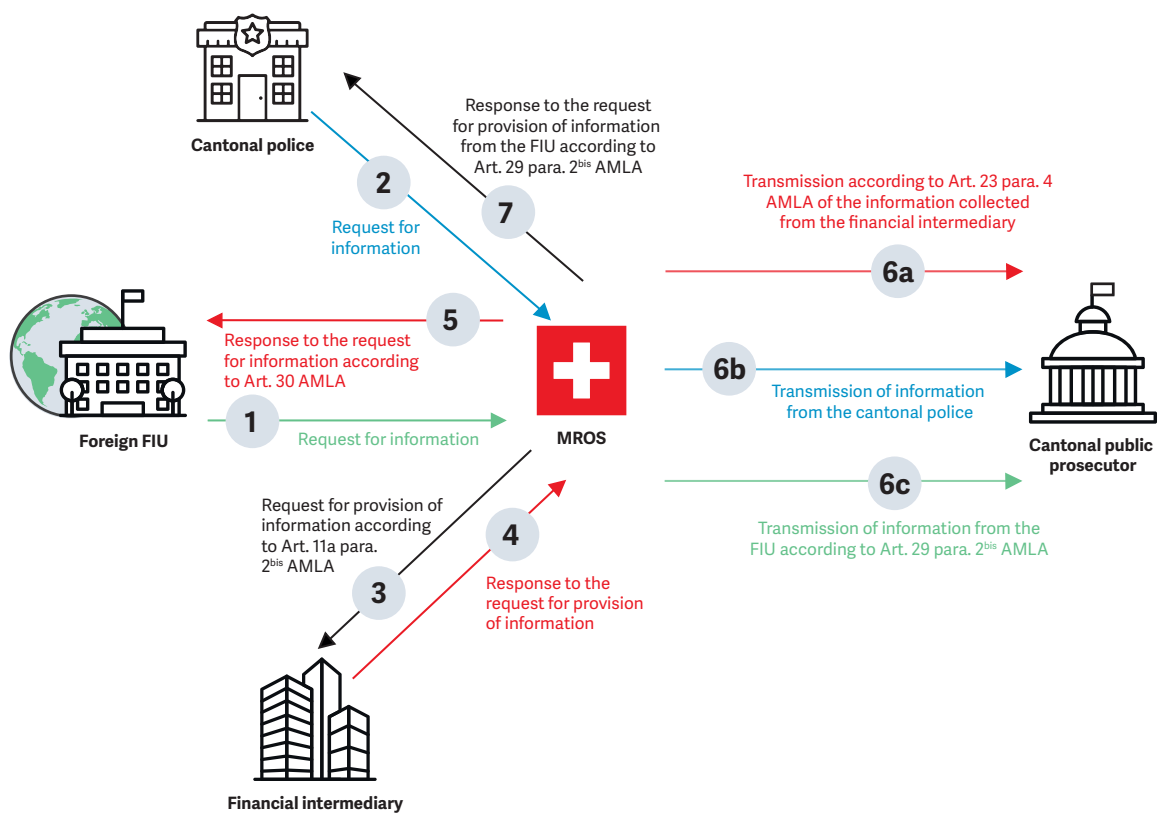 Cantonal police
2
Request for
information
Response to the request
for provision of information
from the FIU according to
Art. 29 para. 2bis AMLA
7
Transmission according to Art. 23 para. 4
AMLA of the information collected
from the financial intermediary
6a
5
Response to the request
for information according
to Art. 30 AMLA
1
Request for information
Foreign FIU
MROS
6b
Transmission of information
from the cantonal police
Cantonal public
prosecutor
6c
Transmission of information from the
FIU according to Art. 29 para. 2bis AMLA
Request for provision of
information according
to Art. 11a para.
2bis AMLA
3
4
Response to the
request for provision
of information
Financial intermediary